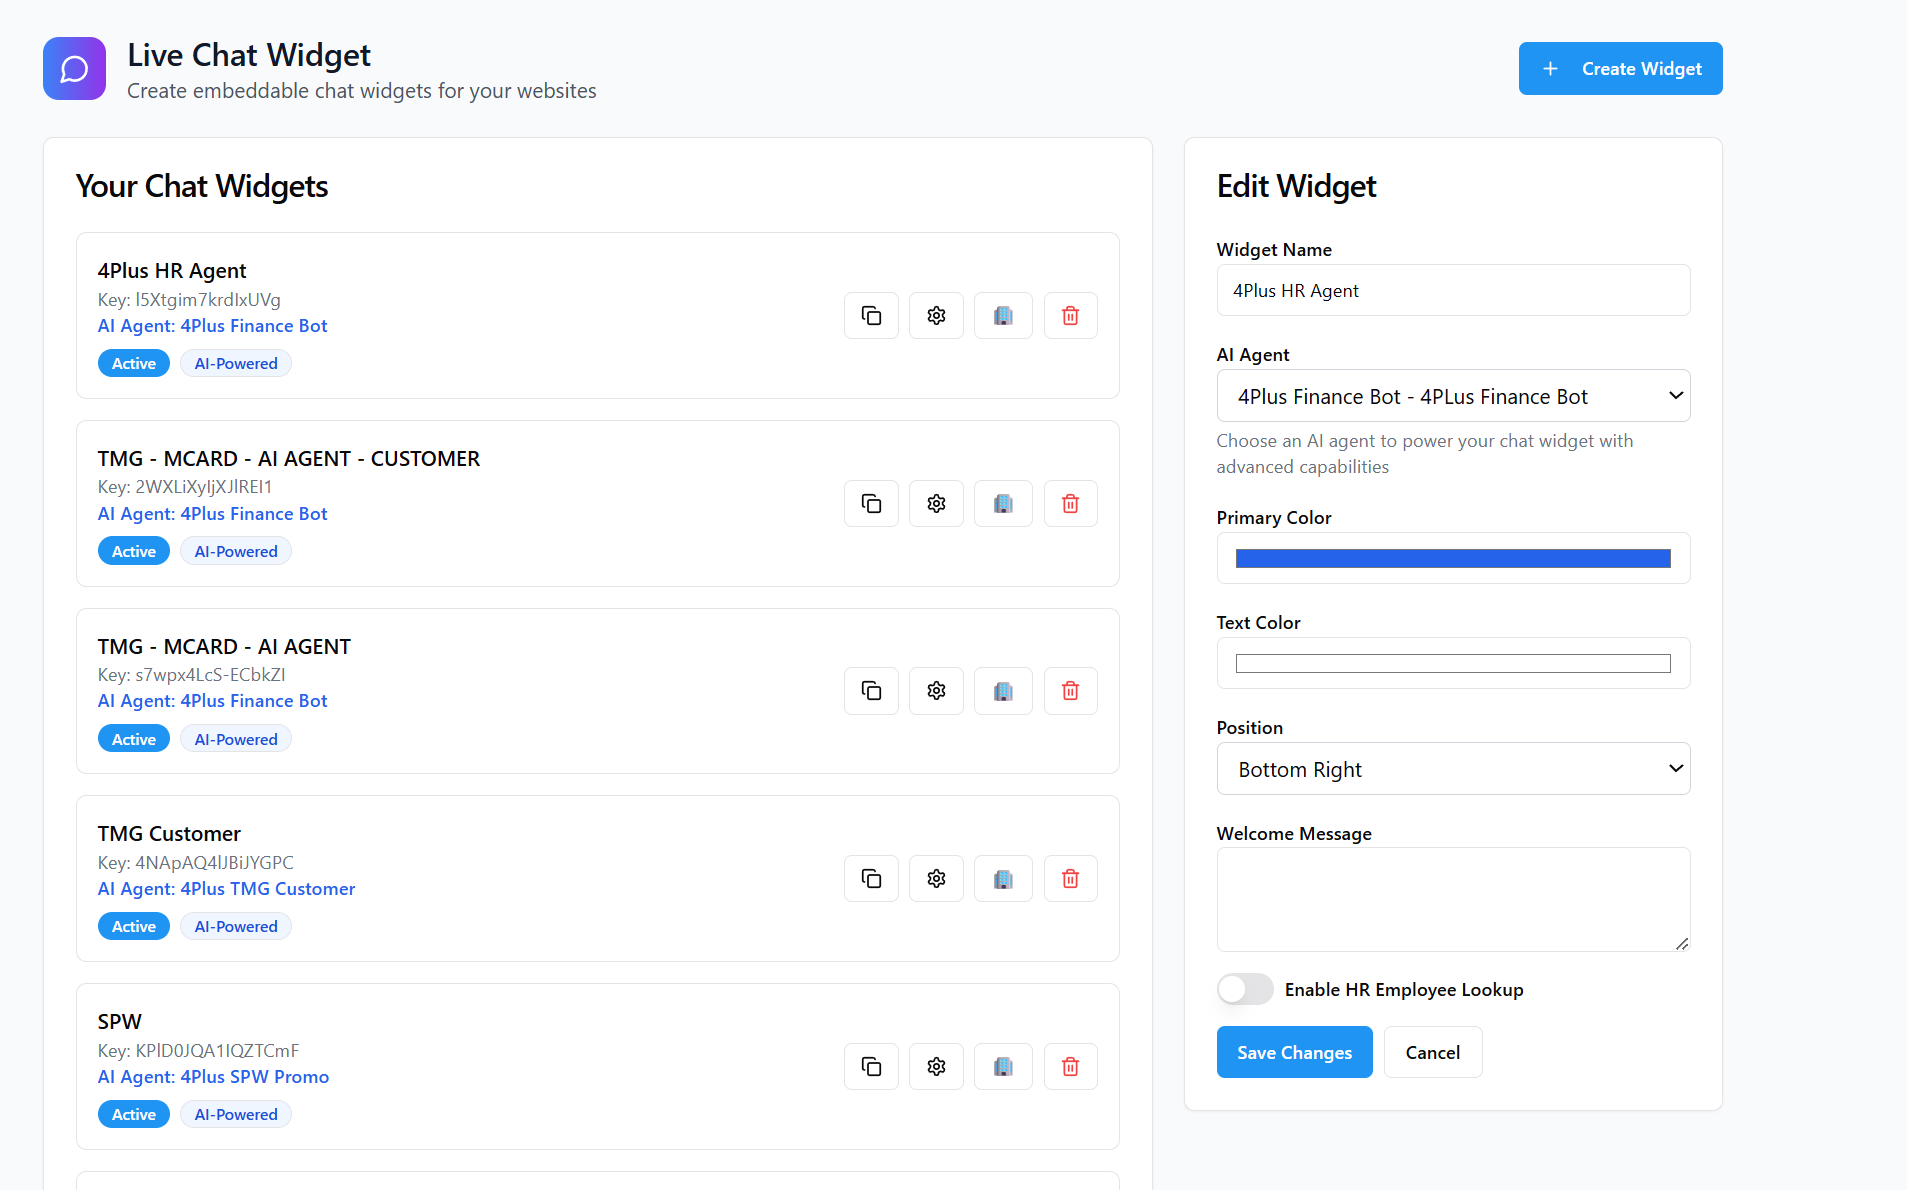 Live Chat Widget
Create embeddable chat widgets for your websites
Create Widget
Your Chat Widgets
4Plus HR Agent
Key: l5Xtgim7krdIxUVg
AI Agent: 4Plus Finance Bot
Active
AI-Powered
TMG - MCARD - AI AGENT - CUSTOMER
Key: 2WXLiXyIjXJlREI1
AI Agent: 4Plus Finance Bot
Active
AI-Powered
TMG - MCARD - AI AGENT
Key: s7wpx4LcS-ECbkZI
AI Agent: 4Plus Finance Bot
Active
AI-Powered
TMG Customer
Key: 4NApAQ4lJBiJYGPC
AI Agent: 4Plus TMG Customer
Active
AI-Powered
SPW
Key: KPlD0JQA1IQZTCmF
AI Agent: 4Plus SPW Promo
Active
AI-Powered
Edit Widget
Widget Name
4Plus HR Agent
AI Agent
4Plus Finance Bot - 4PLus Finance Bot
Choose an AI agent to power your chat widget with
advanced capabilities
Primary Color
Text Color
Position
Bottom Right
Welcome Message
Enable HR Employee Lookup
Save Changes
Cancel